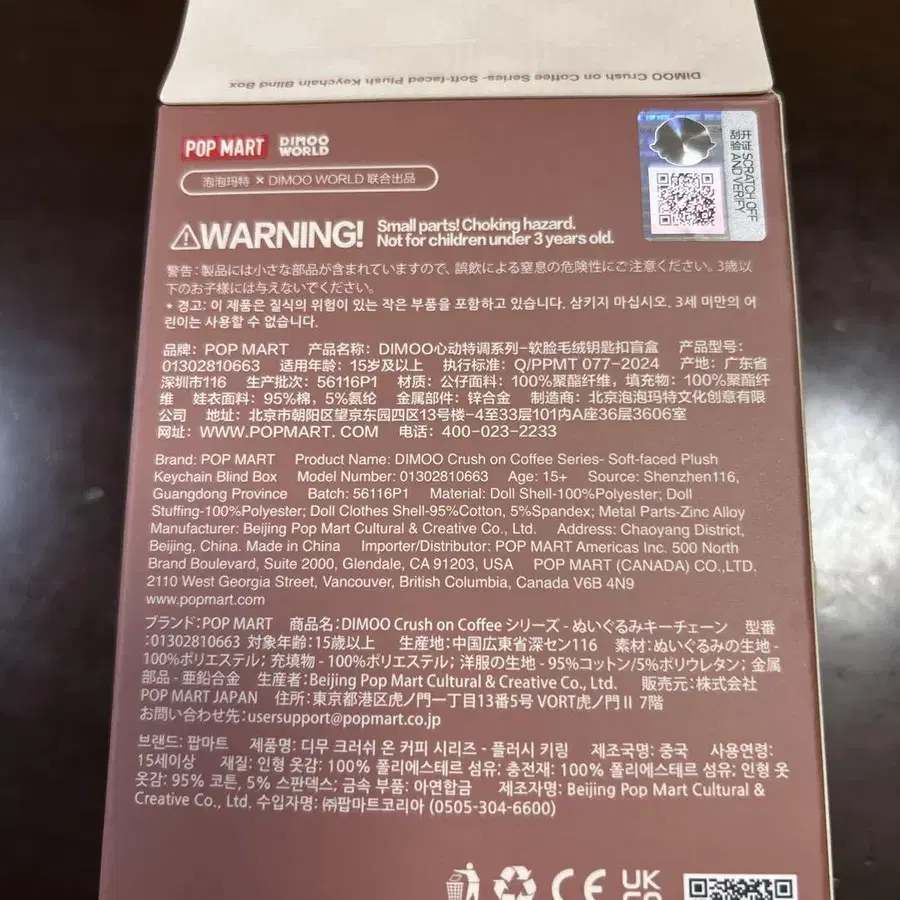 DIMOO Crush on Coffee Series- Soft-faced Plush Keychain Blind Box
POP MART DIMOO WORLD
泡泡玛特 × DIMOO WORLD 联合出品
开证 SCRATCH OFF
刮验 AND VERIFY
WARNING! Small parts! Choking hazard.
Not for children under 3 years old.
警告:製品には小さな部品が含まれていますので、誤飲による窒息の危険性にご注意ください。3歳以
下のお子様には与えないでください。
* 경고: 이 제품은 질식의 위험이 있는 작은 부품을 포함하고 있습니다. 삼키지 마십시오. 3세 미만의 어
린이는 사용할 수 없습니다.
品牌: POP MART 产品名称: DIMOO心动特调系列-软脸毛绒钥匙扣盲盒 产品型号:
01302810663 适用年龄: 15岁及以上 执行标准: Q/PPMT 077-2024 产地: 广东省
深圳市116 生产批次: 56116P1 材质: 公仔面料: 100%聚酯纤维, 填充物: 100%聚酯纤
维 娃衣面料: 95%棉, 5%氨纶 金属部件: 锌合金 制造商: 北京泡泡玛特文化创意有限
公司 地址: 北京市朝阳区望京东园四区13号楼-4至33层101内A座36层3606室
网址: WWW.POPMART.COM 电话: 400-023-2233
Brand: POP MART Product Name: DIMOO Crush on Coffee Series- Soft-faced Plush
Keychain Blind Box Model Number: 01302810663 Age: 15+ Source: Shenzhen116,
Guangdong Province Batch: 56116P1 Material: Doll Shell-100%Polyester; Doll
Stuffing-100%Polyester; Doll Clothes Shell-95%Cotton, 5%Spandex; Metal Parts-Zinc Alloy
Manufacturer: Beijing Pop Mart Cultural & Creative Co., Ltd. Address: Chaoyang District,
Beijing, China. Made in China Importer/Distributor: POP MART Americas Inc. 500 North
Brand Boulevard, Suite 2000, Glendale, CA 91203, USA POP MART (CANADA) CO.,LTD.
2110 West Georgia Street, Vancouver, British Columbia, Canada V6B 4N9
www.popmart.com
ブランド:POP MART 商品名:DIMOO Crush on Coffee シリーズ - ぬいぐるみキーチェーン 型番
:01302810663 対象年齢:15歳以上 生産地:中国広東省深セン116 素材:ぬいぐるみの生地 -
100%ポリエステル; 充填物 - 100%ポリエステル; 洋服の生地 - 95%コットン/5%ポリウレタン; 金属
部品 - 亜鉛合金 生産者:Beijing Pop Mart Cultural & Creative Co., Ltd. 販売元:株式会社
POP MART JAPAN 住所:東京都港区虎ノ門一丁目13番5号 VORT虎ノ門Ⅱ 7階
お問い合わせ先:usersupport@popmart.co.jp
브랜드: 팝마트 제품명: 디무 크러쉬 온 커피 시리즈 - 플러시 키링 제조국명: 중국 사용연령:
15세이상 재질: 인형 옷감: 100% 폴리에스테르 섬유; 충전재: 100% 폴리에스테르 섬유; 인형 옷
옷감: 95% 코튼, 5% 스판덱스; 금속 부품: 아연합금 제조자명: Beijing Pop Mart Cultural &
Creative Co., Ltd. 수입자명: ㈜팝마트코리아 (0505-304-6600)
CE UK